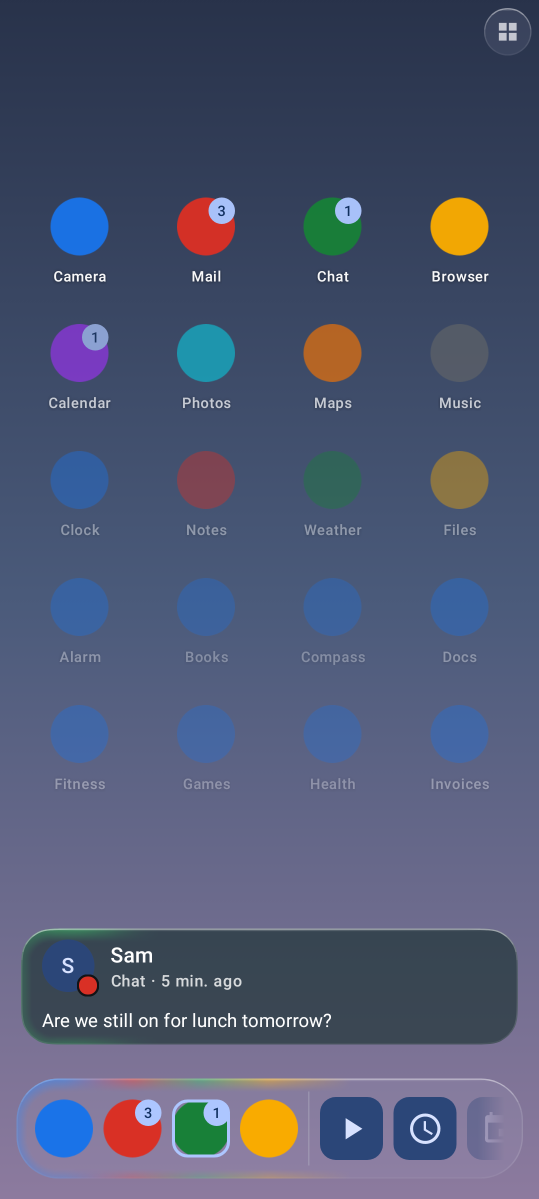 3
1
Camera
Mail
Chat
Browser
1
Calendar
Photos
Maps
Music
Clock
Notes
Weather
Files
Alarm
Books
Compass
Docs
Fitness
Games
Health
Invoices
S
Sam
Chat · 5 min. ago
Are we still on for lunch tomorrow?
3
1